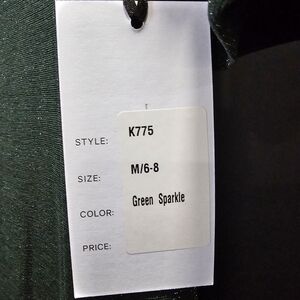 STYLE: K775
SIZE: M/6-8
COLOR: Green Sparkle
PRICE: